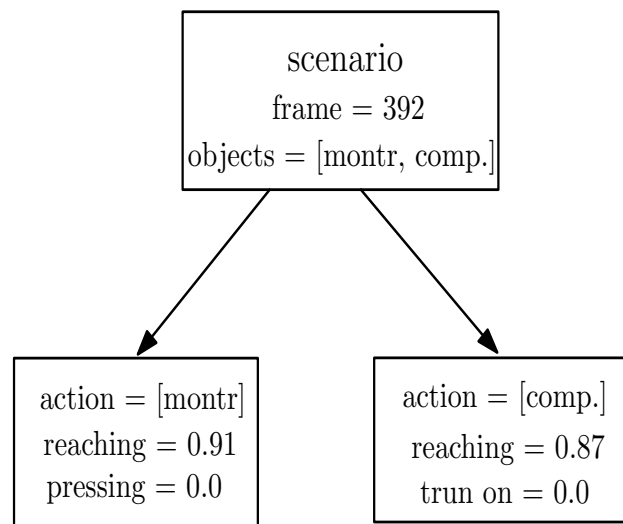 scenario
frame = 392
objects = [montr, comp.]
action = [montr]
reaching = 0.91
pressing = 0.0
action = [comp.]
reaching = 0.87
trun on = 0.0